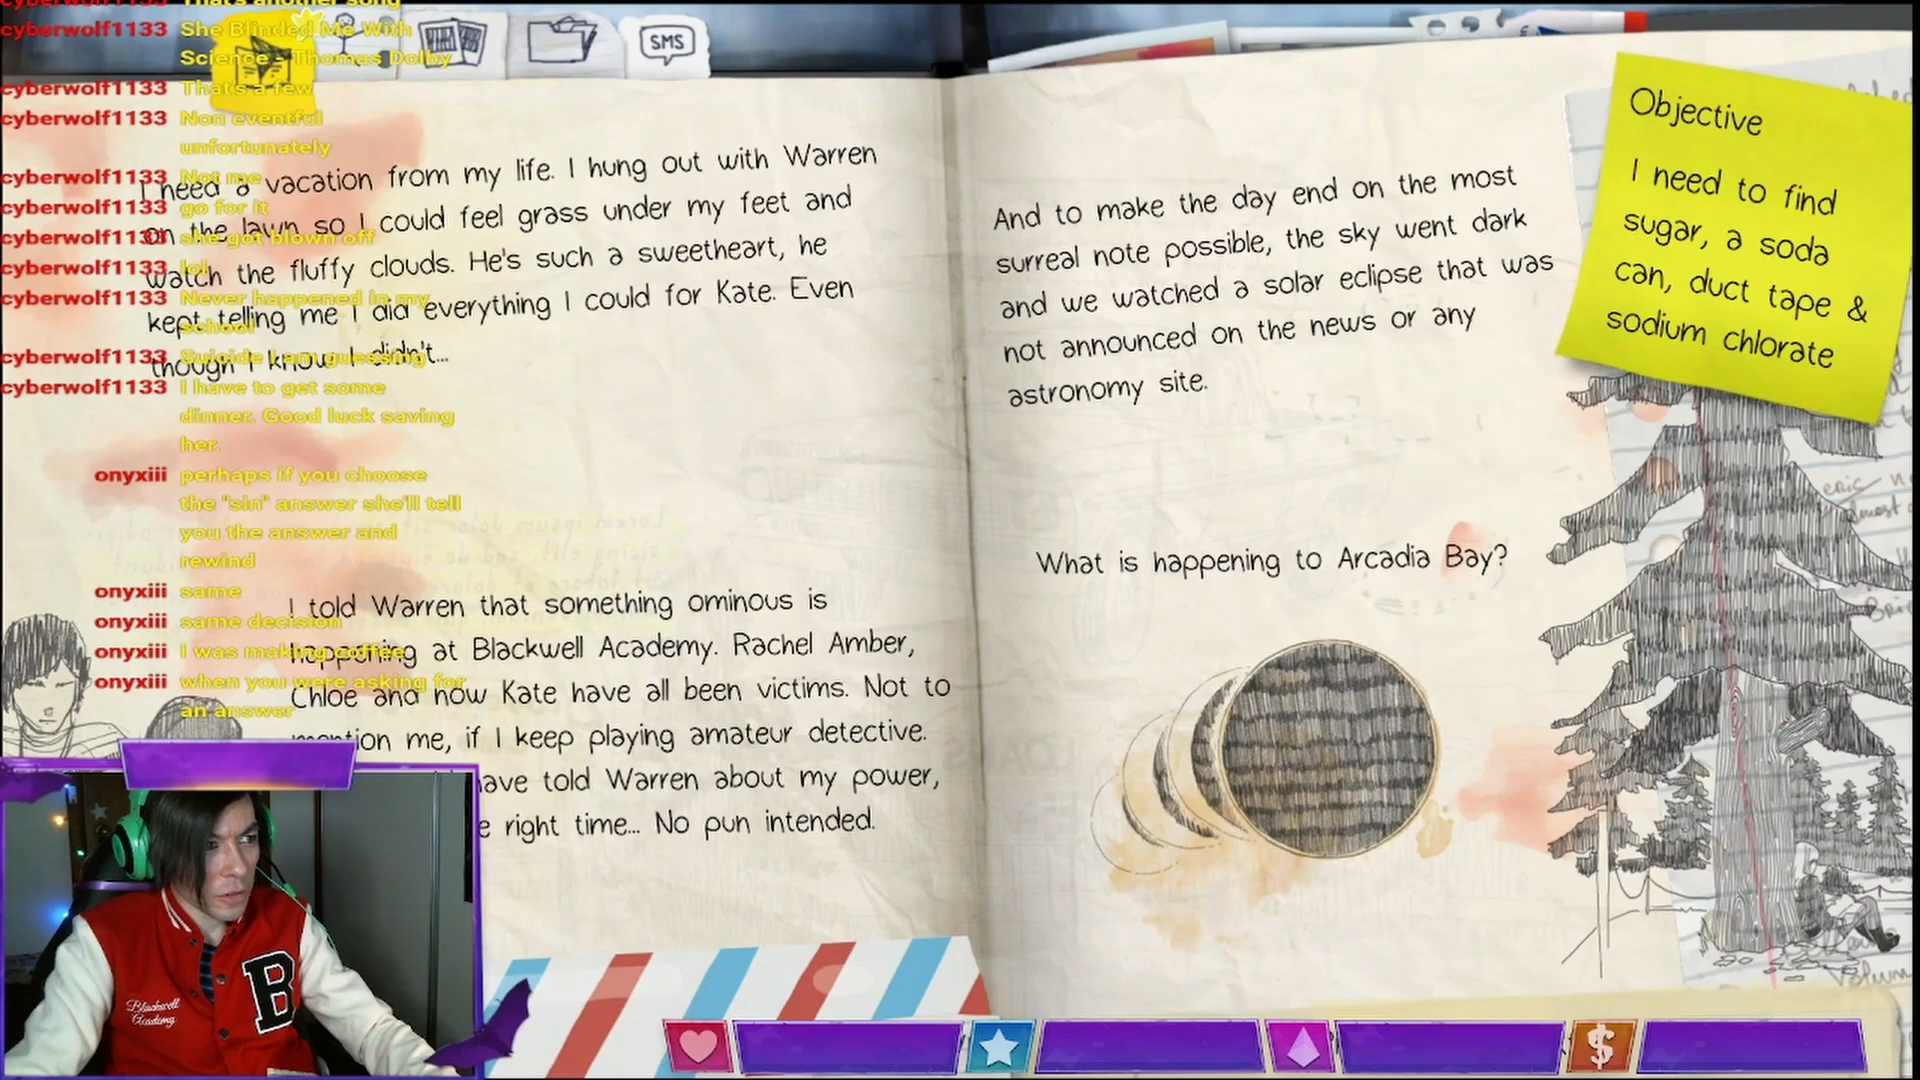 That's another song
cyberwolf1133 She Blinded Me With
Science - Thomas Dolby
cyberwolf1133 That's a few
cyberwolf1133 Non eventful
unfortunately
cyberwolf1133 Not me
cyberwolf1133 go for it
cyberwolf1133 she got blown off
cyberwolf1133 lol
cyberwolf1133 Never happened in my
school
cyberwolf1133 Suicide I am guessing
cyberwolf1133 I have to get some
dinner. Good luck saving
her.
onyxiii perhaps if you choose
the "sin" answer she'll tell
you the answer and
rewind
onyxiii same
onyxiii same decision
onyxiii I was making coffee
onyxiii when you were asking for
an answer
SMS
I need a vacation from my life. I hung out with Warren
on the lawn so I could feel grass under my feet and
watch the fluffy clouds. He's such a sweetheart, he
kept telling me I did everything I could for Kate. Even
though I know I didn't...
I told Warren that something ominous is
happening at Blackwell Academy. Rachel Amber,
Chloe and now Kate have all been victims. Not to
mention me, if I keep playing amateur detective.
have told Warren about my power,
right time... No pun intended.
And to make the day end on the most
surreal note possible, the sky went dark
and we watched a solar eclipse that was
not announced on the news or any
astronomy site.
What is happening to Arcadia Bay?
Objective
I need to find
sugar, a soda
can, duct tape &
sodium chlorate
B
Blackwell
Academy
$